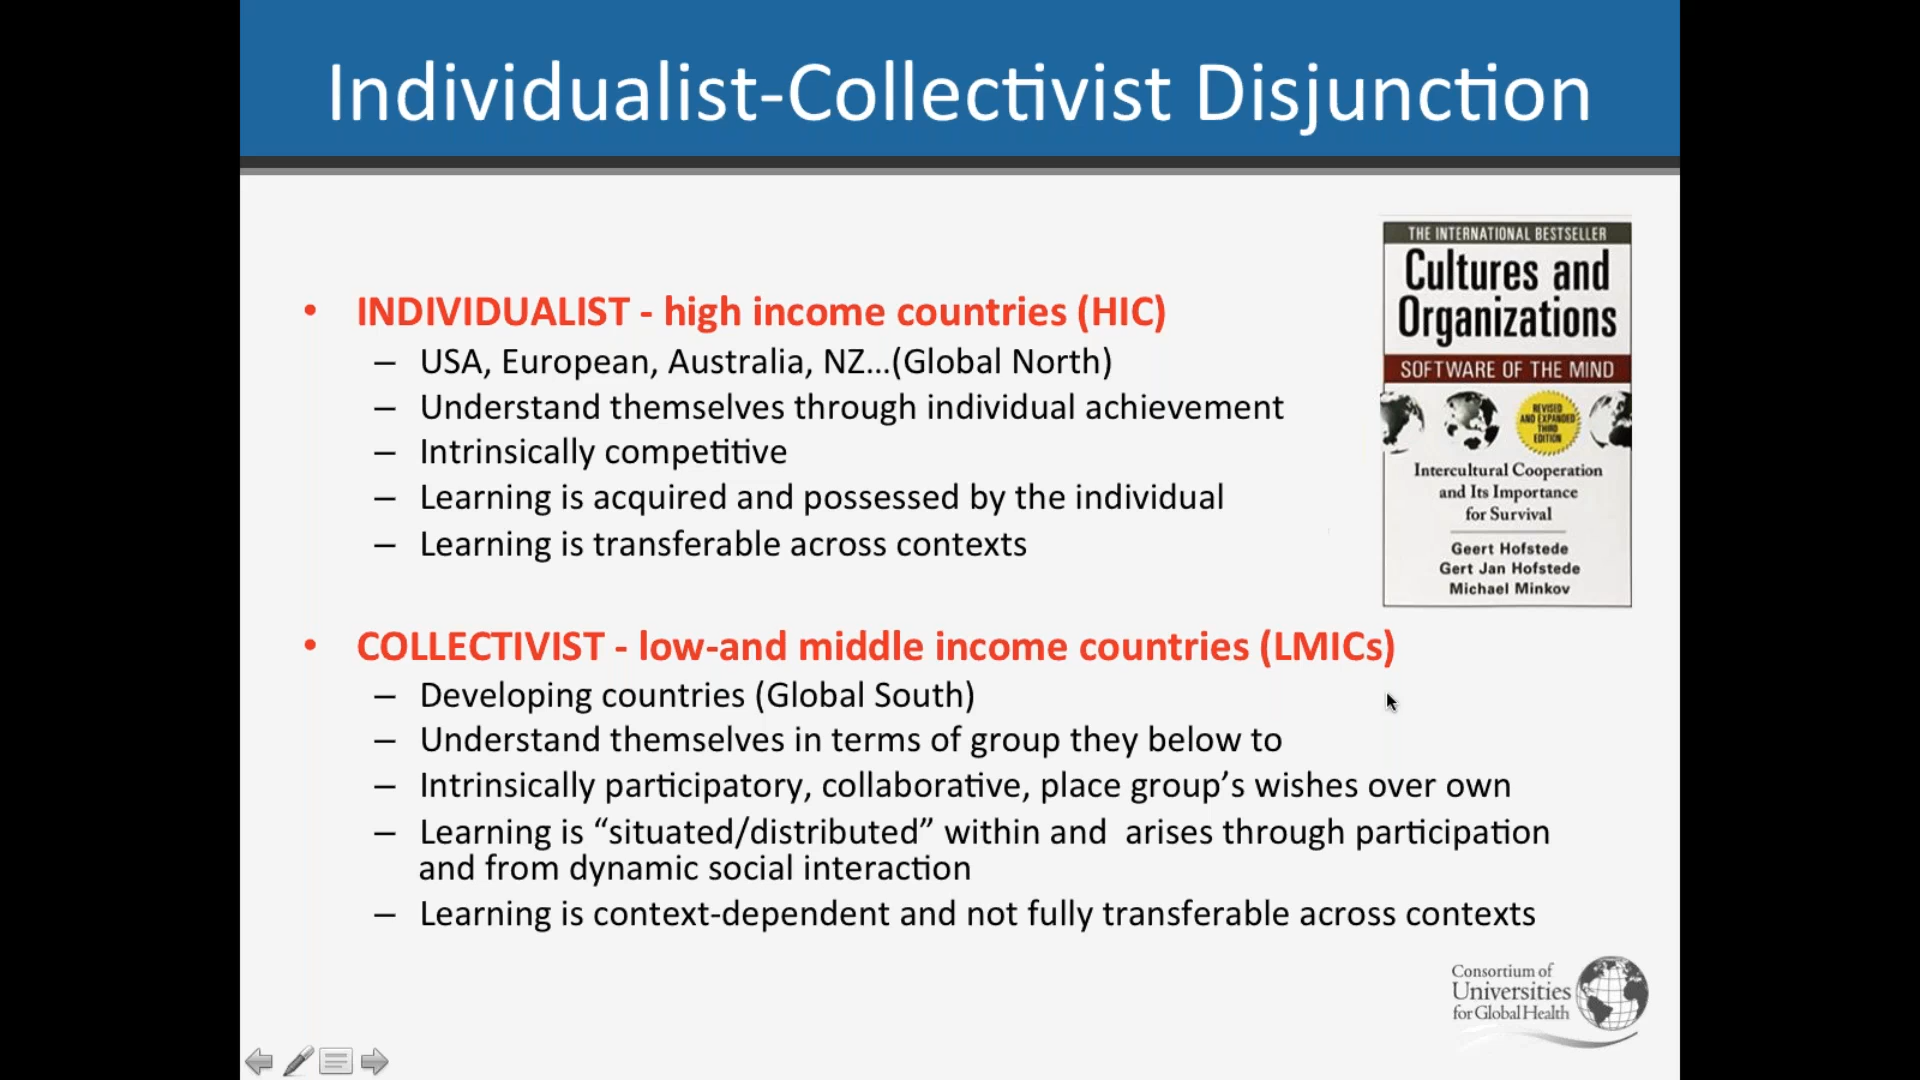 Individualist-Collectivist Disjunction
• INDIVIDUALIST - high income countries (HIC)
– USA, European, Australia, NZ...(Global North)
– Understand themselves through individual achievement
– Intrinsically competitive
– Learning is acquired and possessed by the individual
– Learning is transferable across contexts
THE INTERNATIONAL BESTSELLER
Cultures and
Organizations
SOFTWARE OF THE MIND
REVISED
AND EXPANDED
THIRD
EDITION
Intercultural Cooperation
and Its Importance
for Survival
Geert Hofstede
Gert Jan Hofstede
Michael Minkov
• COLLECTIVIST - low-and middle income countries (LMICs)
– Developing countries (Global South)
– Understand themselves in terms of group they below to
– Intrinsically participatory, collaborative, place group’s wishes over own
– Learning is “situated/distributed” within and  arises through participation
and from dynamic social interaction
– Learning is context-dependent and not fully transferable across contexts
Consortium of
Universities
for Global Health